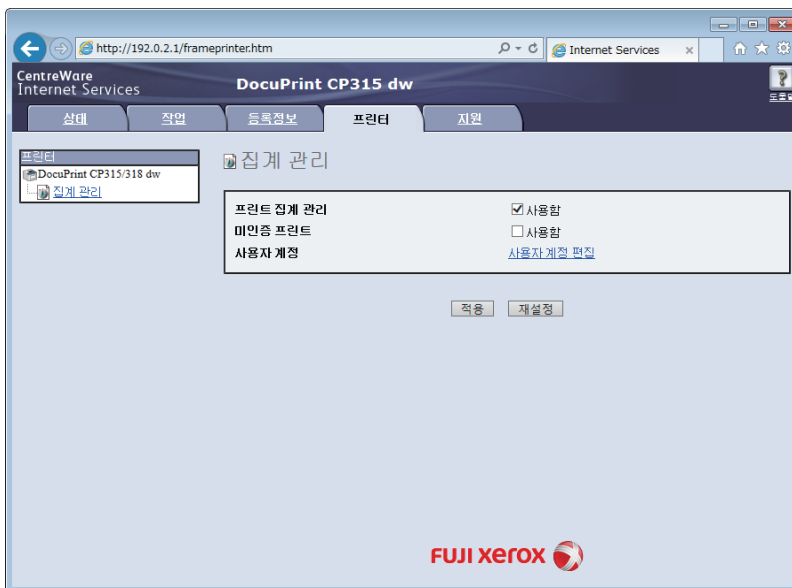 http://192.0.2.1/frameprinter.htm
Internet Services
CentreWare
Internet Services
DocuPrint CP315 dw
도움말
상태 작업 등록정보 프린터 지원
프린터
DocuPrint CP315/318 dw
집계 관리
집계 관리
프린트 집계 관리 사용함
미인증 프린트 사용함
사용자 계정 사용자 계정 편집
적용 재설정
FUJI xerox